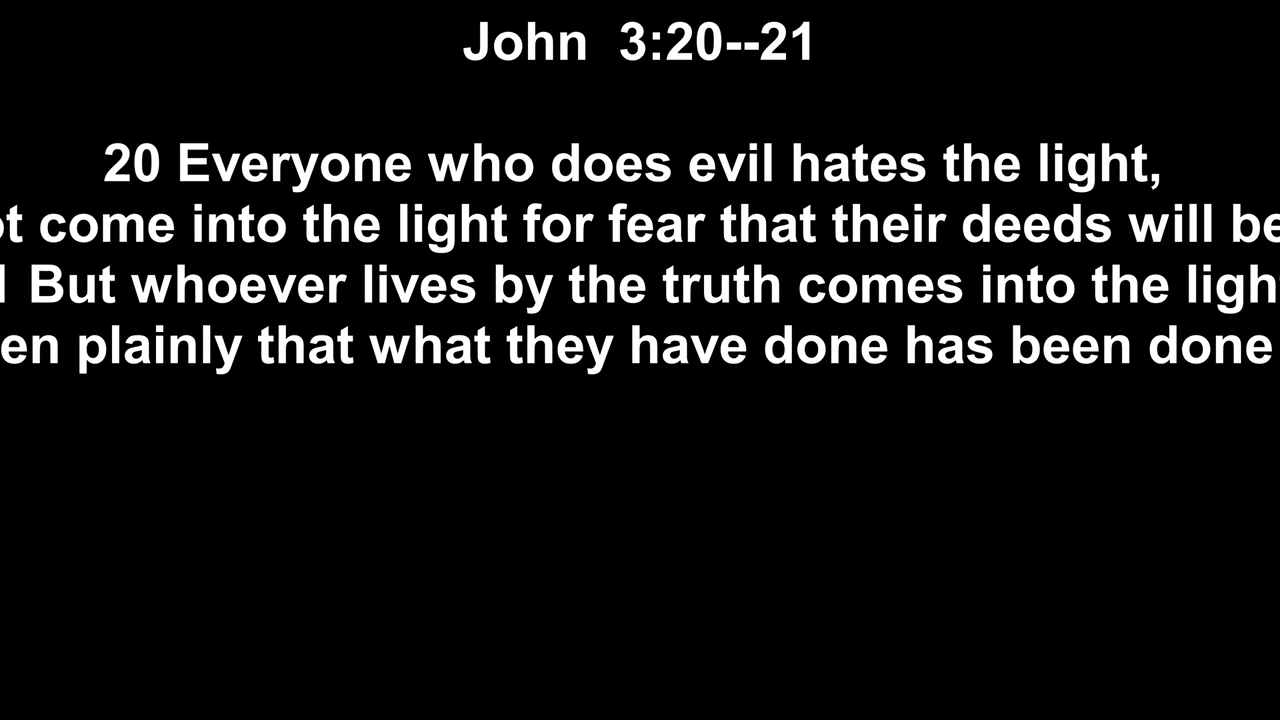 John 3:20--21
20 Everyone who does evil hates the light,
come into the light for fear that their deeds will be
But whoever lives by the truth comes into the
plainly that what they have done has been done